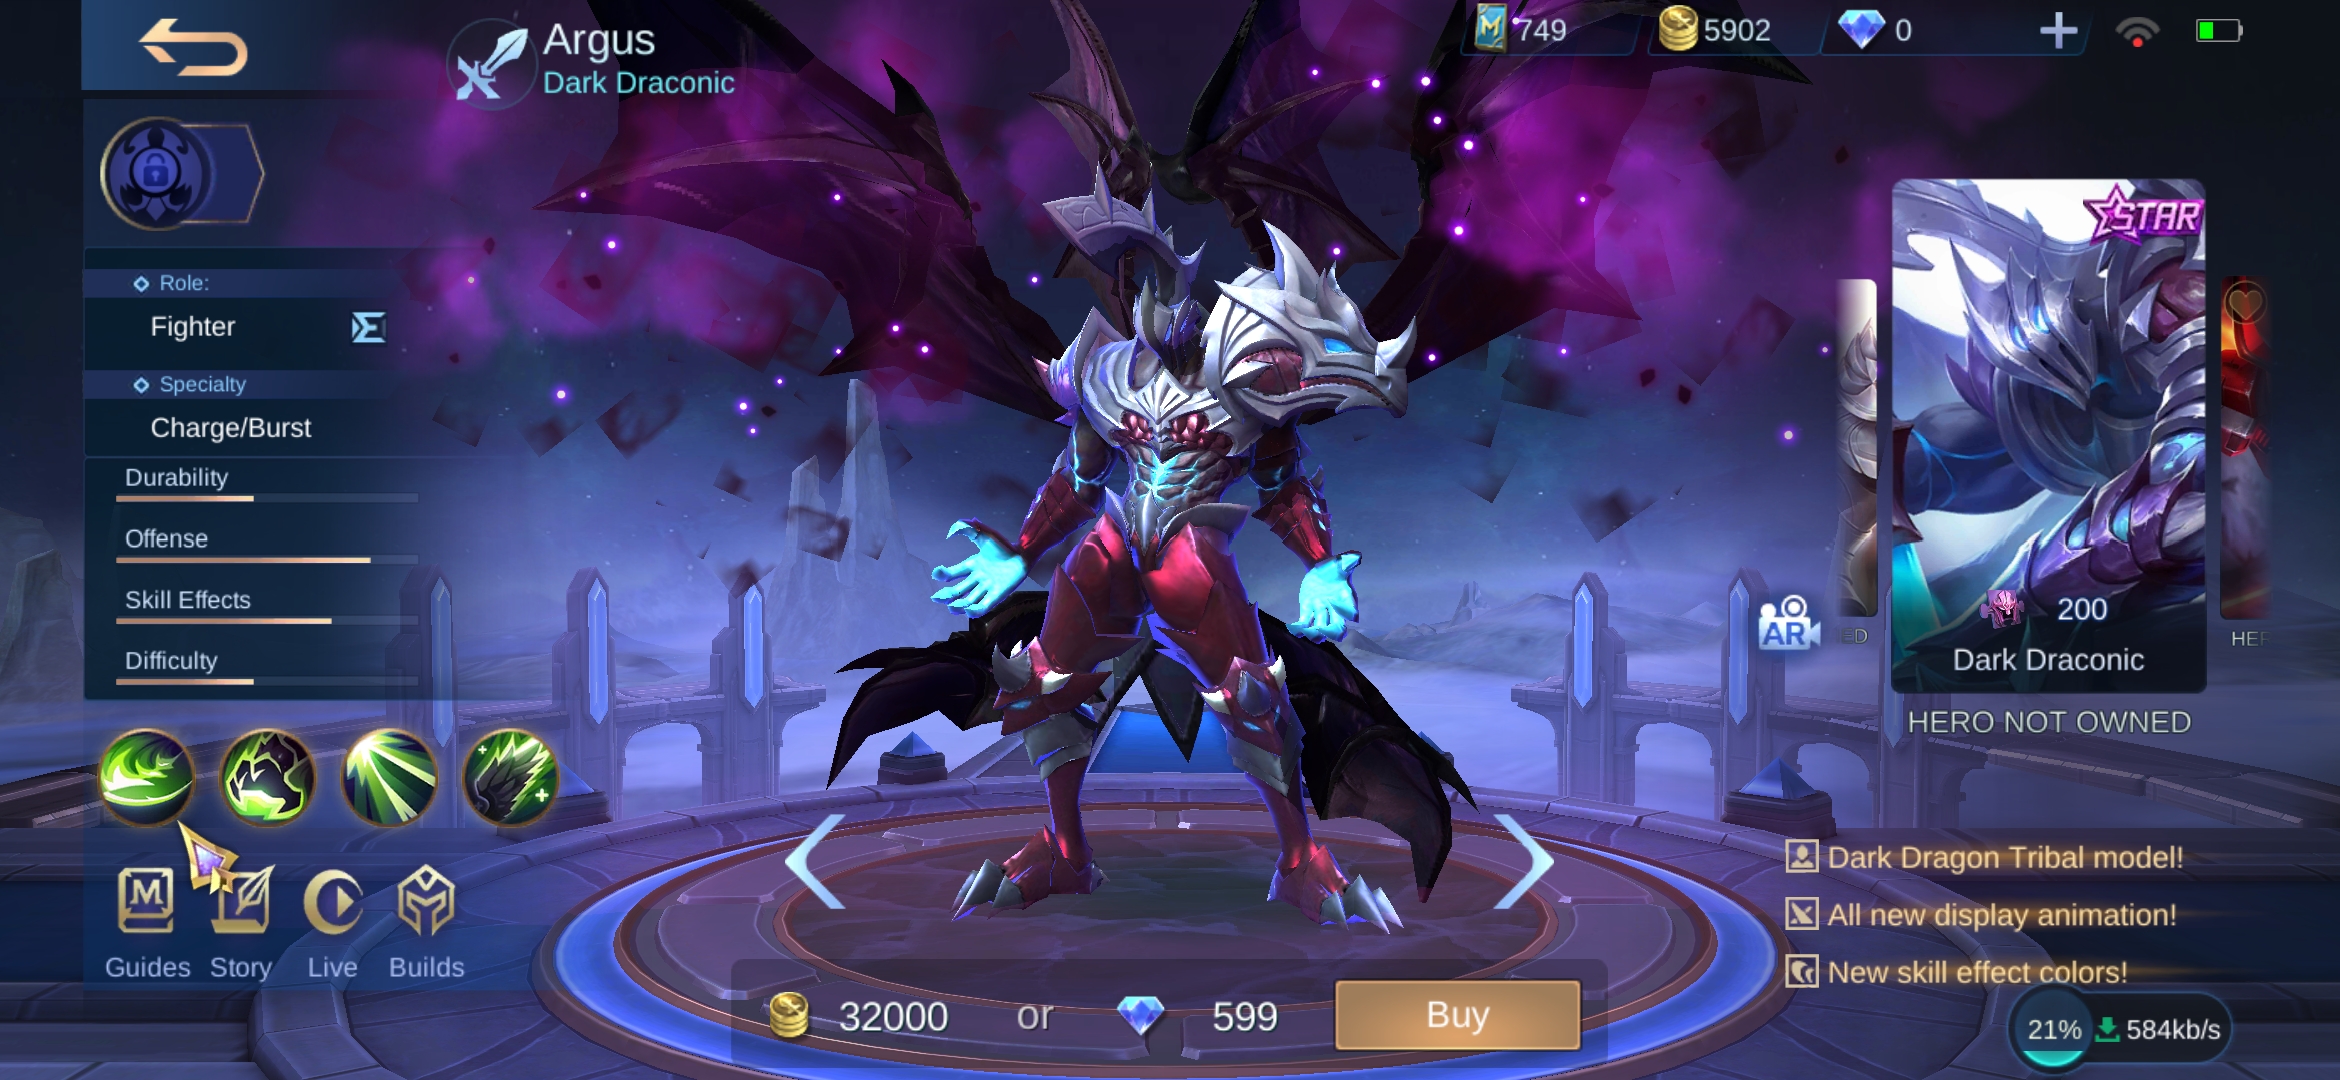 Argus
Dark Draconic
749
5902
0
Role:
Fighter
Specialty
Charge/Burst
Durability
Offense
Skill Effects
Difficulty
STAR
AR
200
Dark Draconic
HERO NOT OWNED
ED
HER
Guides
Story
Live
Builds
32000 or 599
Buy
Dark Dragon Tribal model!
All new display animation!
New skill effect colors!
21% 584kb/s